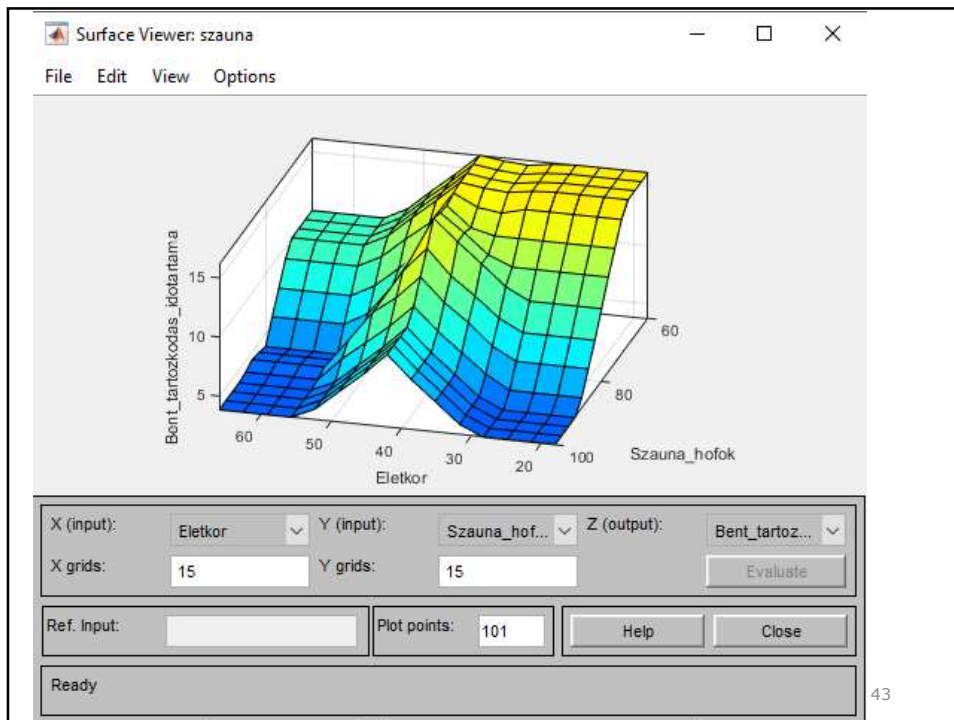 Surface Viewer: szauna
File Edit View Options
Bent_tartozkodas_idotartama
15
10
5
60
50
40
30
20
Eletkor
100
80
60
Szauna_hofok
X (input): Eletkor Y (input): Szauna_hof... Z (output): Bent_tartoz...
X grids: 15 Y grids: 15 Evaluate
Ref. Input: Plot points: 101 Help Close
Ready
43